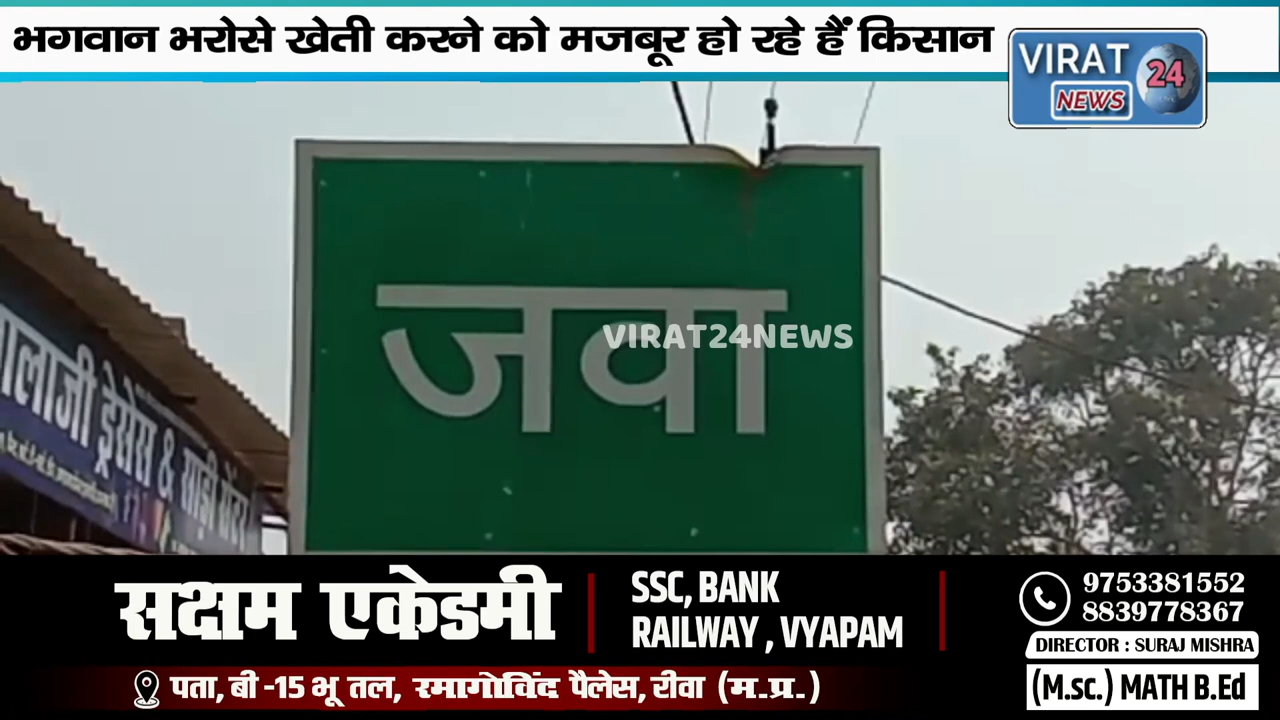 भगवान भरोसे खेती करने को मजबूर हो रहे हैं किसान
VIRAT
24
NEWS
जवा
VIRAT24NEWS
ालाजी ड्रेसेस & साड़ी सेंटर
सक्षम एकेडमी
SSC, BANK
RAILWAY , VYAPAM
9753381552
8839778367
DIRECTOR : SURAJ MISHRA
(M.sc.) MATH B.Ed
पता, बी -15 भू तल, रमागोविंद पैलेस, रीवा (म.प्र.)